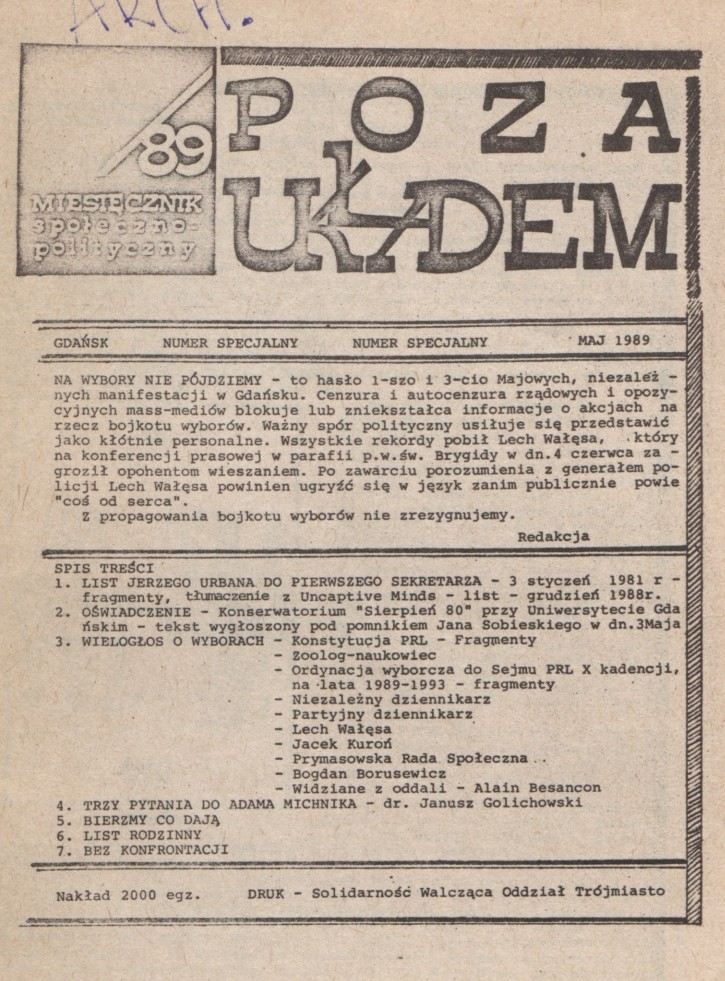 ARCH.
/89
MIESIĘCZNIK
społeczno-
polityczny
POZA
UKŁADEM
GDAŃSK NUMER SPECJALNY NUMER SPECJALNY MAJ 1989
NA WYBORY NIE PÓJDZIEMY - to hasło 1-szo i 3-cio Majowych, niezależ -
nych manifestacji w Gdańsku. Cenzura i autocenzura rządowych i opozy-
cyjnych mass-mediów blokuje lub zniekształca informacje o akcjach na
rzecz bojkotu wyborów. Ważny spór polityczny usiłuje się przedstawić
jako kłótnie personalne. Wszystkie rekordy pobił Lech Wałęsa, który
na konferencji prasowej w parafii p.w.św. Brygidy w dn.4 czerwca za -
groził opohentom wieszaniem. Po zawarciu porozumienia z generałem po-
licji Lech Wałęsa powinien ugryźć się w język zanim publicznie powie
"coś od serca".
Z propagowania bojkotu wyborów nie zrezygnujemy.
Redakcja
SPIS TREŚCI
1. LIST JERZEGO URBANA DO PIERWSZEGO SEKRETARZA - 3 styczeń 1981 r -
fragmenty, tłumaczenie z Uncaptive Minds - list - grudzień 1988r.
2. OŚWIADCZENIE - Konserwatorium "Sierpień 80" przy Uniwersytecie Gda
ńskim - tekst wygłoszony pod pomnikiem Jana Sobieskiego w dn.3Maja
3. WIELOGŁOS O WYBORACH - Konstytucja PRL - Fragmenty
- Zoolog-naukowiec
- Ordynacja wyborcza do Sejmu PRL X kadencji,
na lata 1989-1993 - fragmenty
- Niezależny dziennikarz
- Partyjny dziennikarz
- Lech Wałęsa
- Jacek Kuroń
- Prymasowska Rada Społeczna
- Bogdan Borusewicz
- Widziane z oddali - Alain Besancon
4. TRZY PYTANIA DO ADAMA MICHNIKA - dr. Janusz Golichowski
5. BIERZMY CO DAJĄ
6. LIST RODZINNY
7. BEZ KONFRONTACJI
Nakład 2000 egz. DRUK - Solidarność Walcząca Oddział Trójmiasto